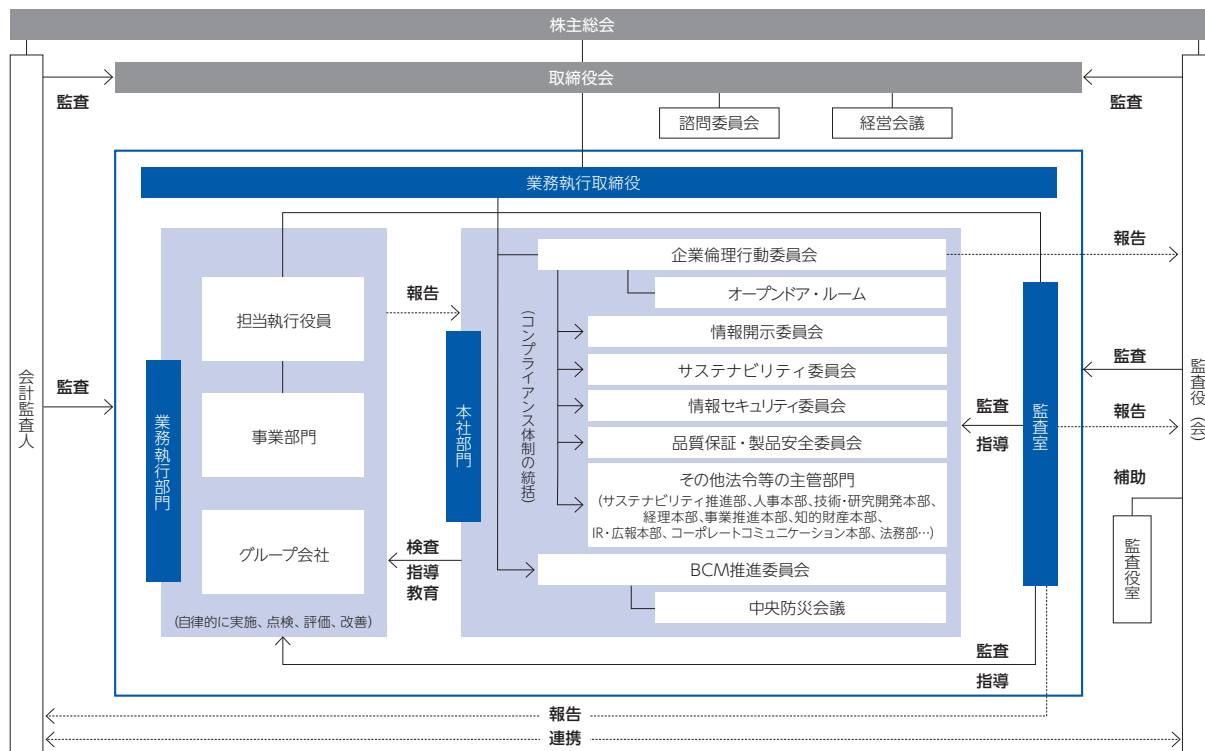 株主総会
取締役会
監査
監査
諮問委員会
経営会議
業務執行取締役
企業倫理行動委員会
報告
オープンドア・ルーム
報告
担当執行役員
(コンプライアンス体制の統括)
情報開示委員会
サステナビリティ委員会
監査
会計監査人
監査
業務執行部門
事業部門
本社部門
情報セキュリティ委員会
監査
指導
監査室
報告
監査役(会)
品質保証・製品安全委員会
その他法令等の主管部門
(サステナビリティ推進部、人事本部、技術・研究開発本部、
経理本部、事業推進本部、知的財産本部、
IR・広報本部、コーポレートコミュニケーション本部、法務部…)
補助
監査役室
グループ会社
検査
指導
教育
BCM推進委員会
中央防災会議
(自律的に実施、点検、評価、改善)
監査
指導
報告
連携